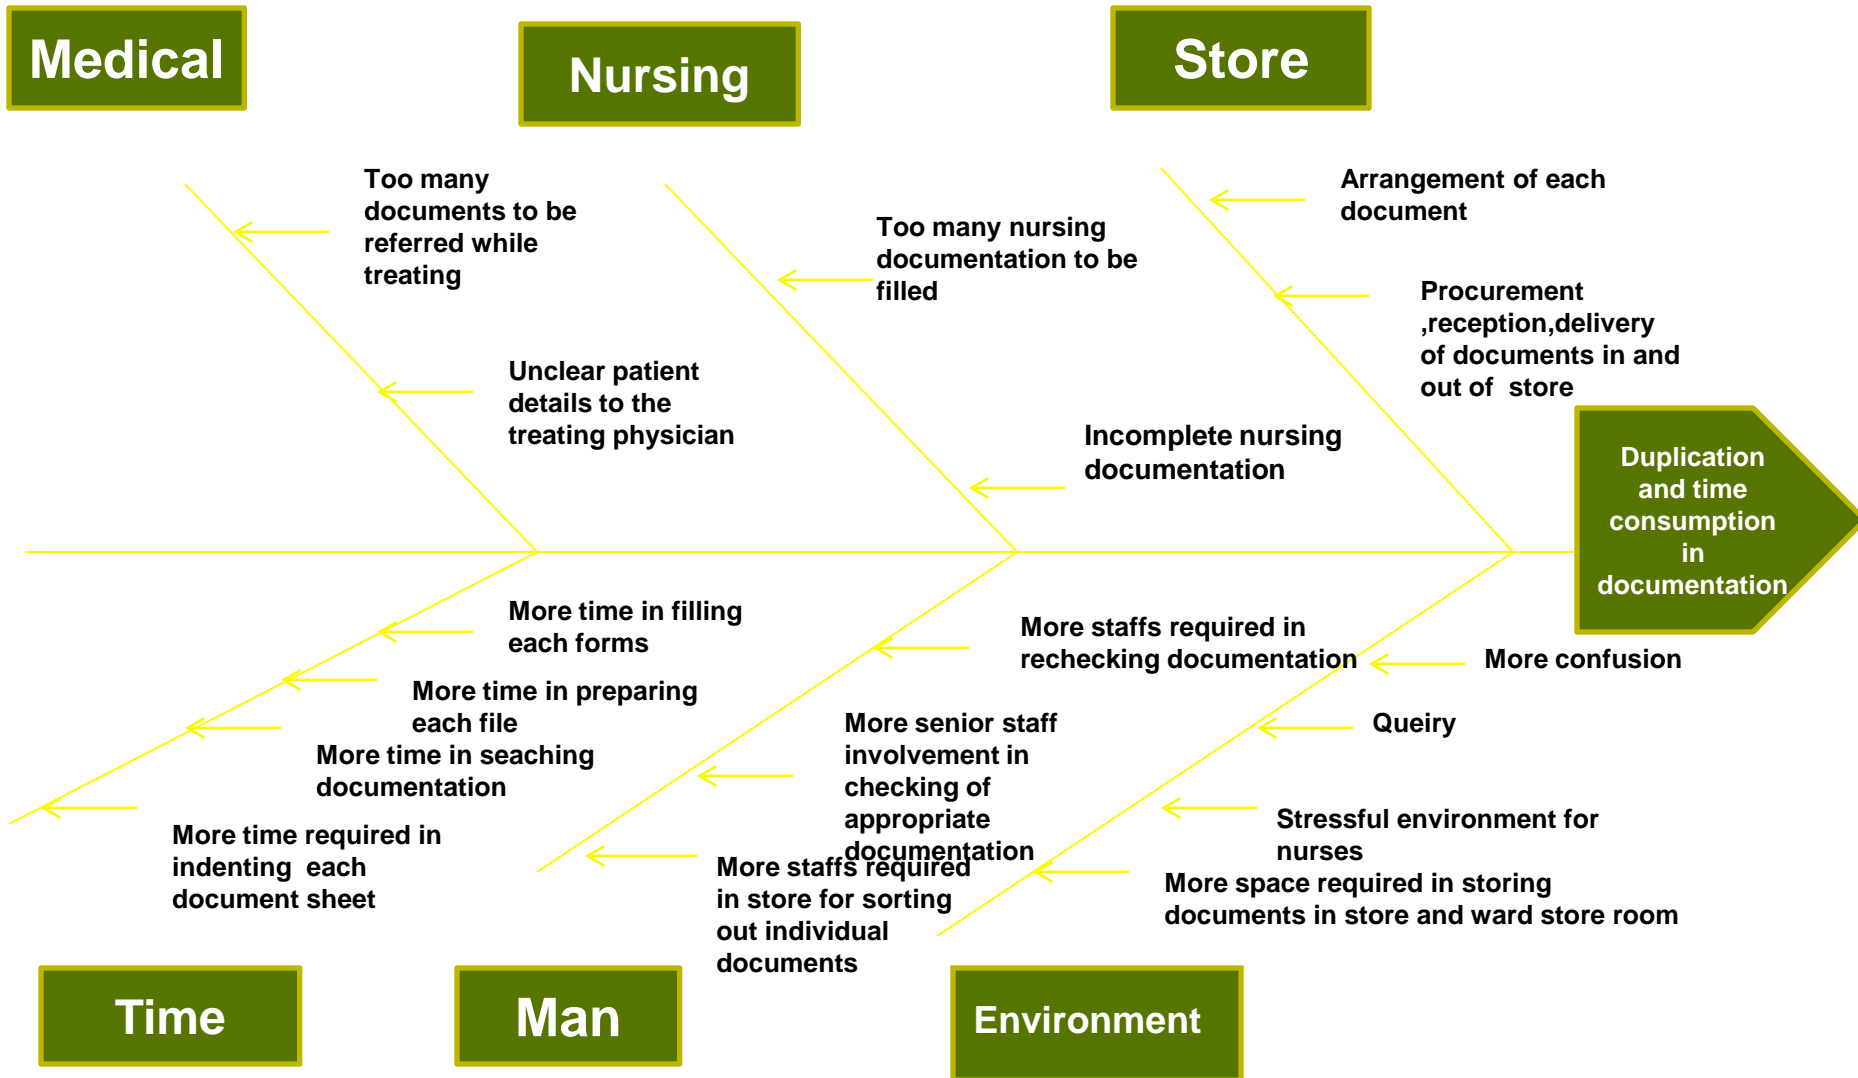 Medical
Nursing
Store
Too many
documents to be
referred while
treating
Unclear patient
details to the
treating physician
Too many nursing
documentation to be
filled
Incomplete nursing
documentation
Arrangement of each
document
Procurement
,reception,delivery
of documents in and
out of  store
Duplication
and time
consumption
in
documentation
More time in filling
each forms
More time in preparing
each file
More time in seaching
documentation
More time required in
indenting  each
document sheet
More staffs required in
rechecking documentation
More senior staff
involvement in
checking of
appropriate
documentation
More staffs required
in store for sorting
out individual
documents
More confusion
Queiry
Stressful environment for
nurses
More space required in storing
documents in store and ward store room
Time
Man
Environment